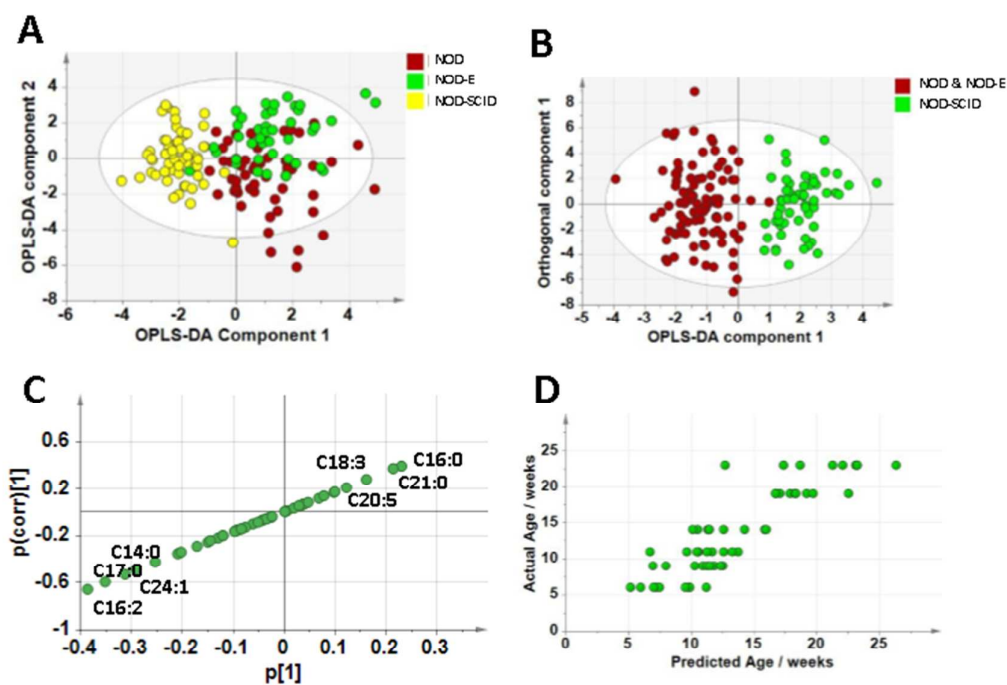 A
NOD
NOD-E
NOD-SCID
OPLS-DA component 2
4
2
0
-2
-4
-6
-8
-6 -4 -2 0 2 4
OPLS-DA Component 1
B
NOD & NOD-E
NOD-SCID
Orthogonal component 1
8
6
4
2
0
-2
-4
-6
-8
-5 -4 -3 -2 -1 0 1 2 3 4
OPLS-DA component 1
C
p(corr)[1]
0.6
0.2
-0.2
-0.6
-1
C18:3
C16:0
C21:0
C20:5
C14:0
C17:0
C24:1
C16:2
-0.4 -0.3 -0.2 -0.1 0 0.1 0.2 0.3
p[1]
D
Actual Age / weeks
25
20
15
10
5
0
0 5 10 15 20 25
Predicted Age / weeks